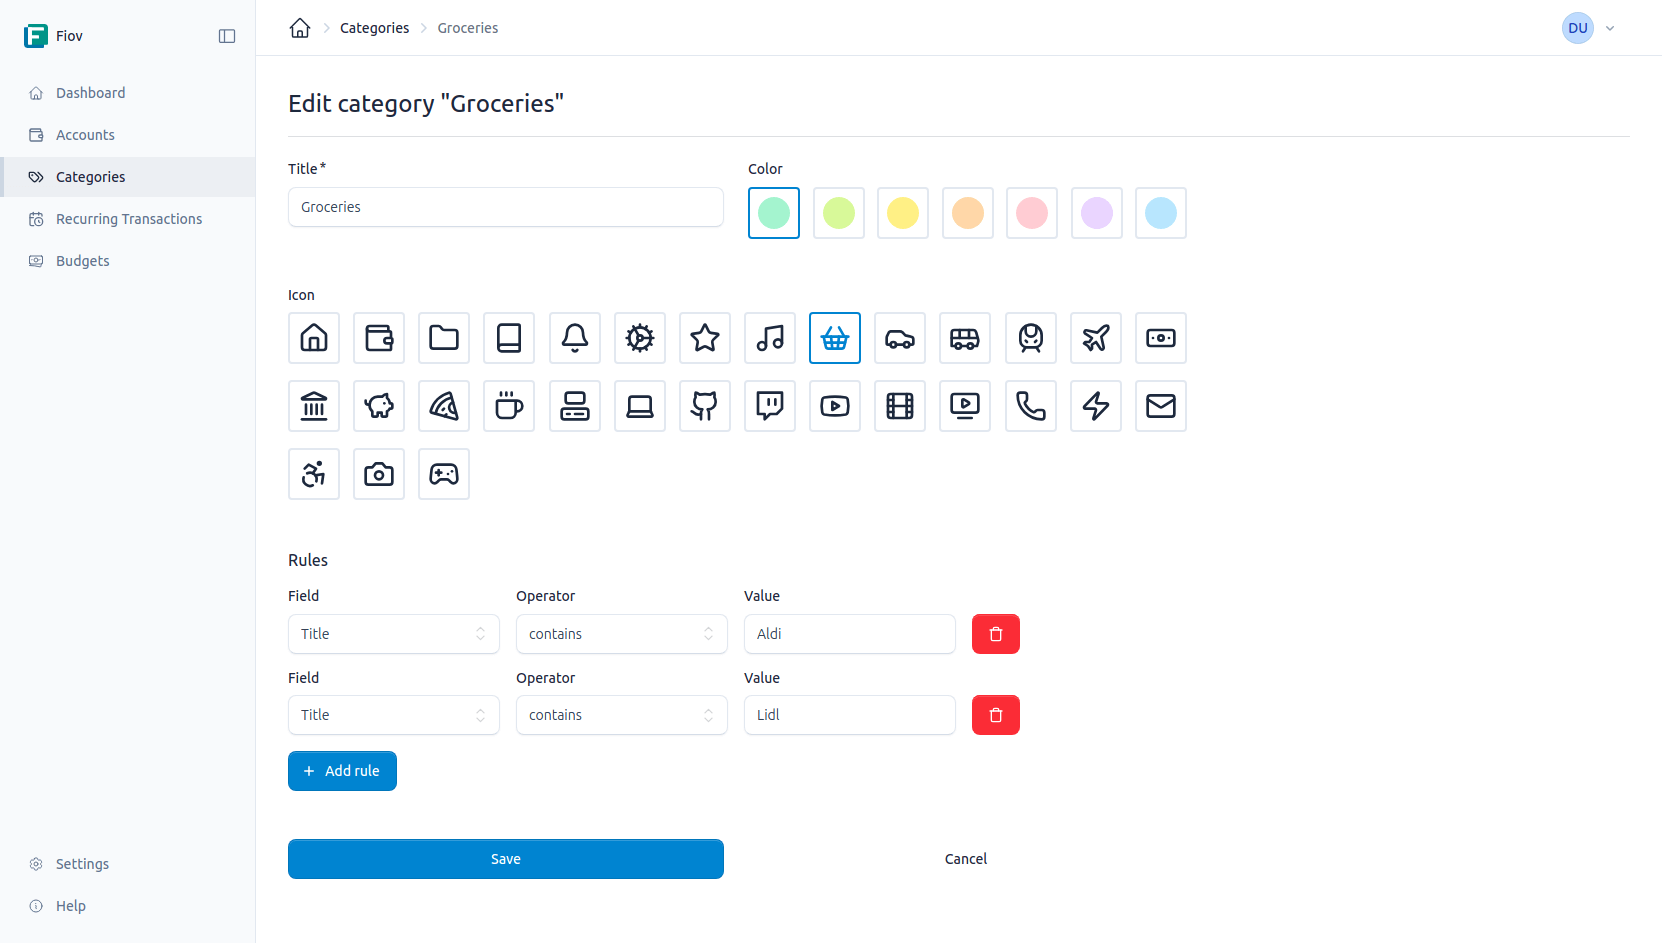 Fiov
Dashboard
Accounts
Categories
Recurring Transactions
Budgets
Settings
Help
Categories Groceries
DU
Edit category "Groceries"
Title*
Groceries
Color
Icon
Rules
Field Operator Value
Title contains Aldi
Field Operator Value
Title contains Lidl
Add rule
Save Cancel